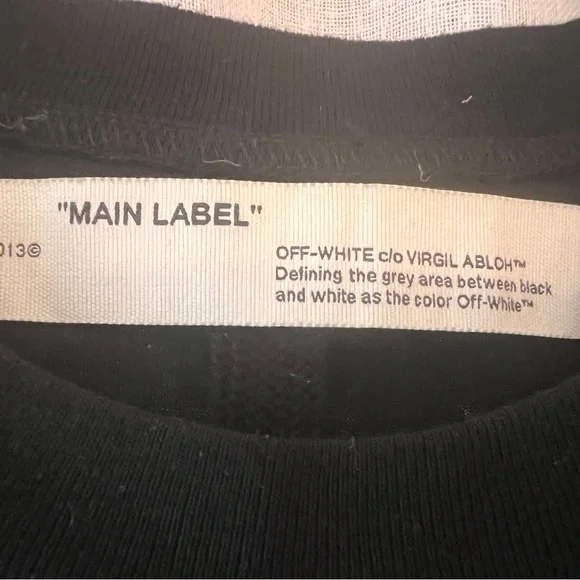 "MAIN LABEL"
013©
OFF-WHITE c/o VIRGIL ABLOH™
Defining the grey area between black
and white as the color Off-White™